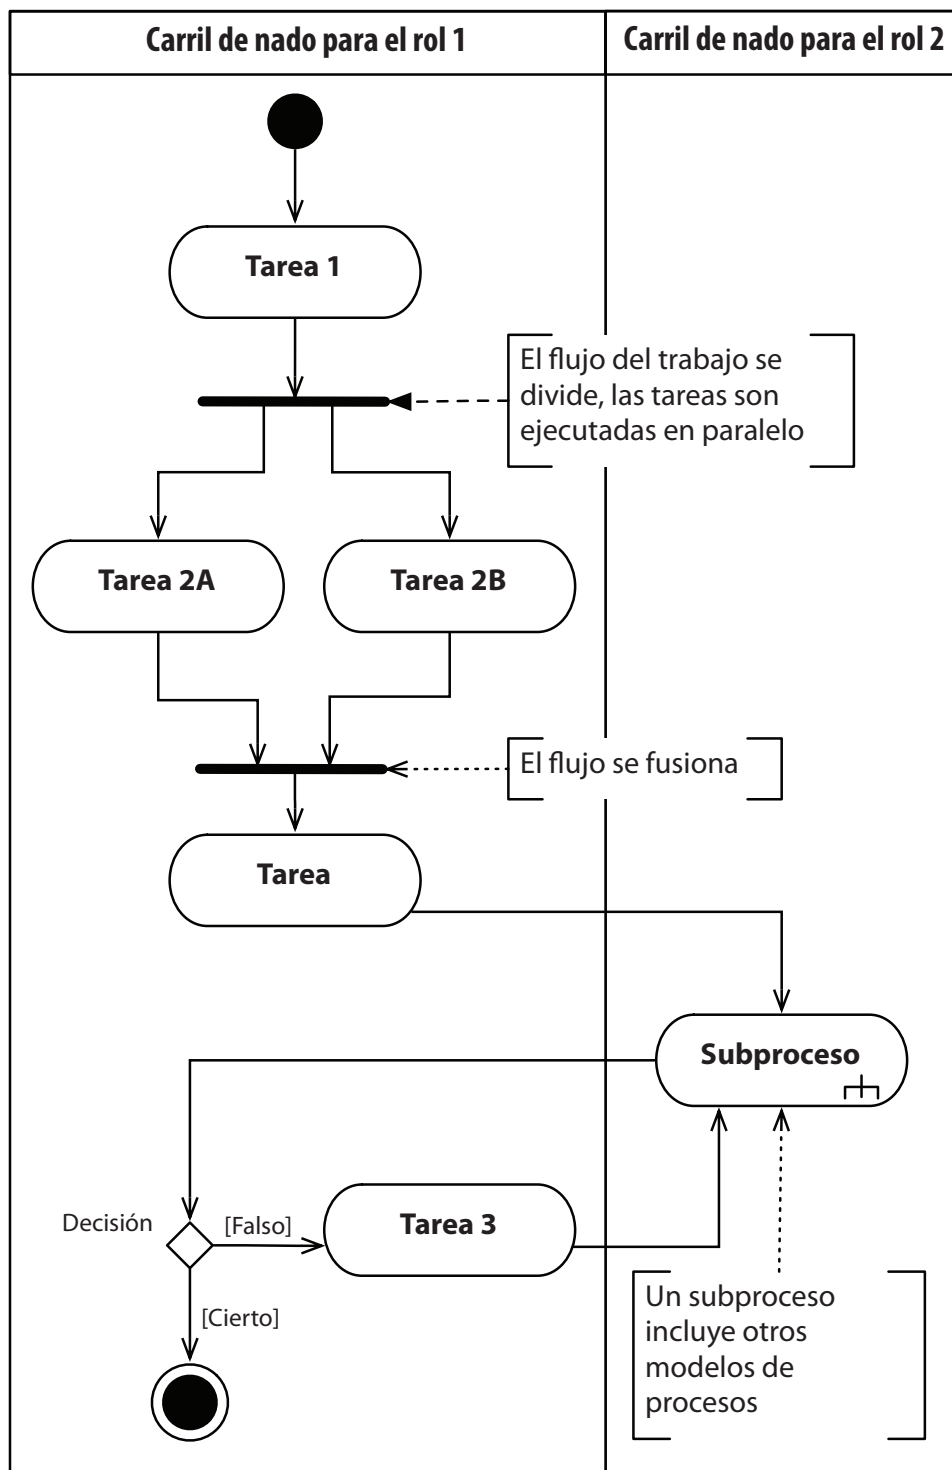 Carril de nado para el rol 1
Carril de nado para el rol 2
Tarea 1
El flujo del trabajo se
divide, las tareas son
ejecutadas en paralelo
Tarea 2A
Tarea 2B
El flujo se fusiona
Tarea
Subproceso
Decisión
[Falso]
Tarea 3
[Cierto]
Un subproceso
incluye otros
modelos de
procesos